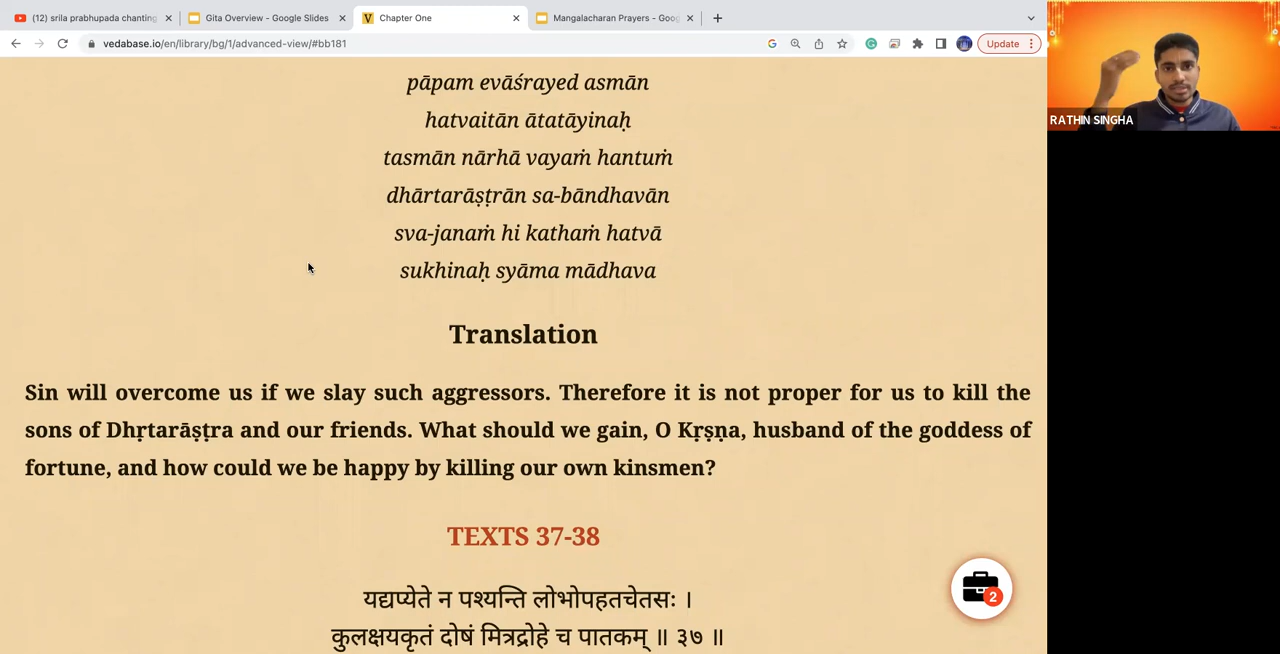 (12) srila prabhupada chanting
Gita Overview - Google Slides
Chapter One
Mangalacharan Prayers - Goog
vedabase.io/en/library/bg/1/advanced-view/#bb181
Update
RATHIN SINGHA
pāpam evāśrayed asmān
hatvaitān ātatāyinaḥ
tasmān nārhā vayaṁ hantuṁ
dhārtarāṣṭrān sa-bāndhavān
sva-janaṁ hi kathaṁ hatvā
sukhinaḥ syāma mādhava
Translation
Sin will overcome us if we slay such aggressors. Therefore it is not proper for us to kill the
sons of Dhṛtarāṣṭra and our friends. What should we gain, O Kṛṣṇa, husband of the goddess of
fortune, and how could we be happy by killing our own kinsmen?
TEXTS 37-38
यद्यप्येते न पश्यन्ति लोभोपहतचेतसः ।
कुलक्षयकृतं दोषं मित्रद्रोहे च पातकम् ॥ ३७ ॥
2